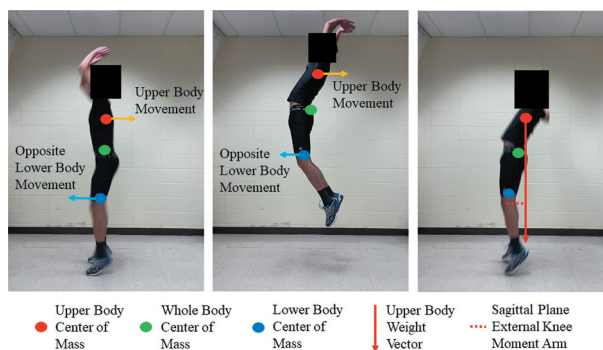 Upper Body
Movement
Opposite
Lower Body
Movement
Upper Body
Movement
Opposite
Lower Body
Movement
Upper Body
Center of
Mass
Whole Body
Center of
Mass
Lower Body
Center of
Mass
Upper Body
Weight
Vector
Sagittal Plane
External Knee
Moment Arm